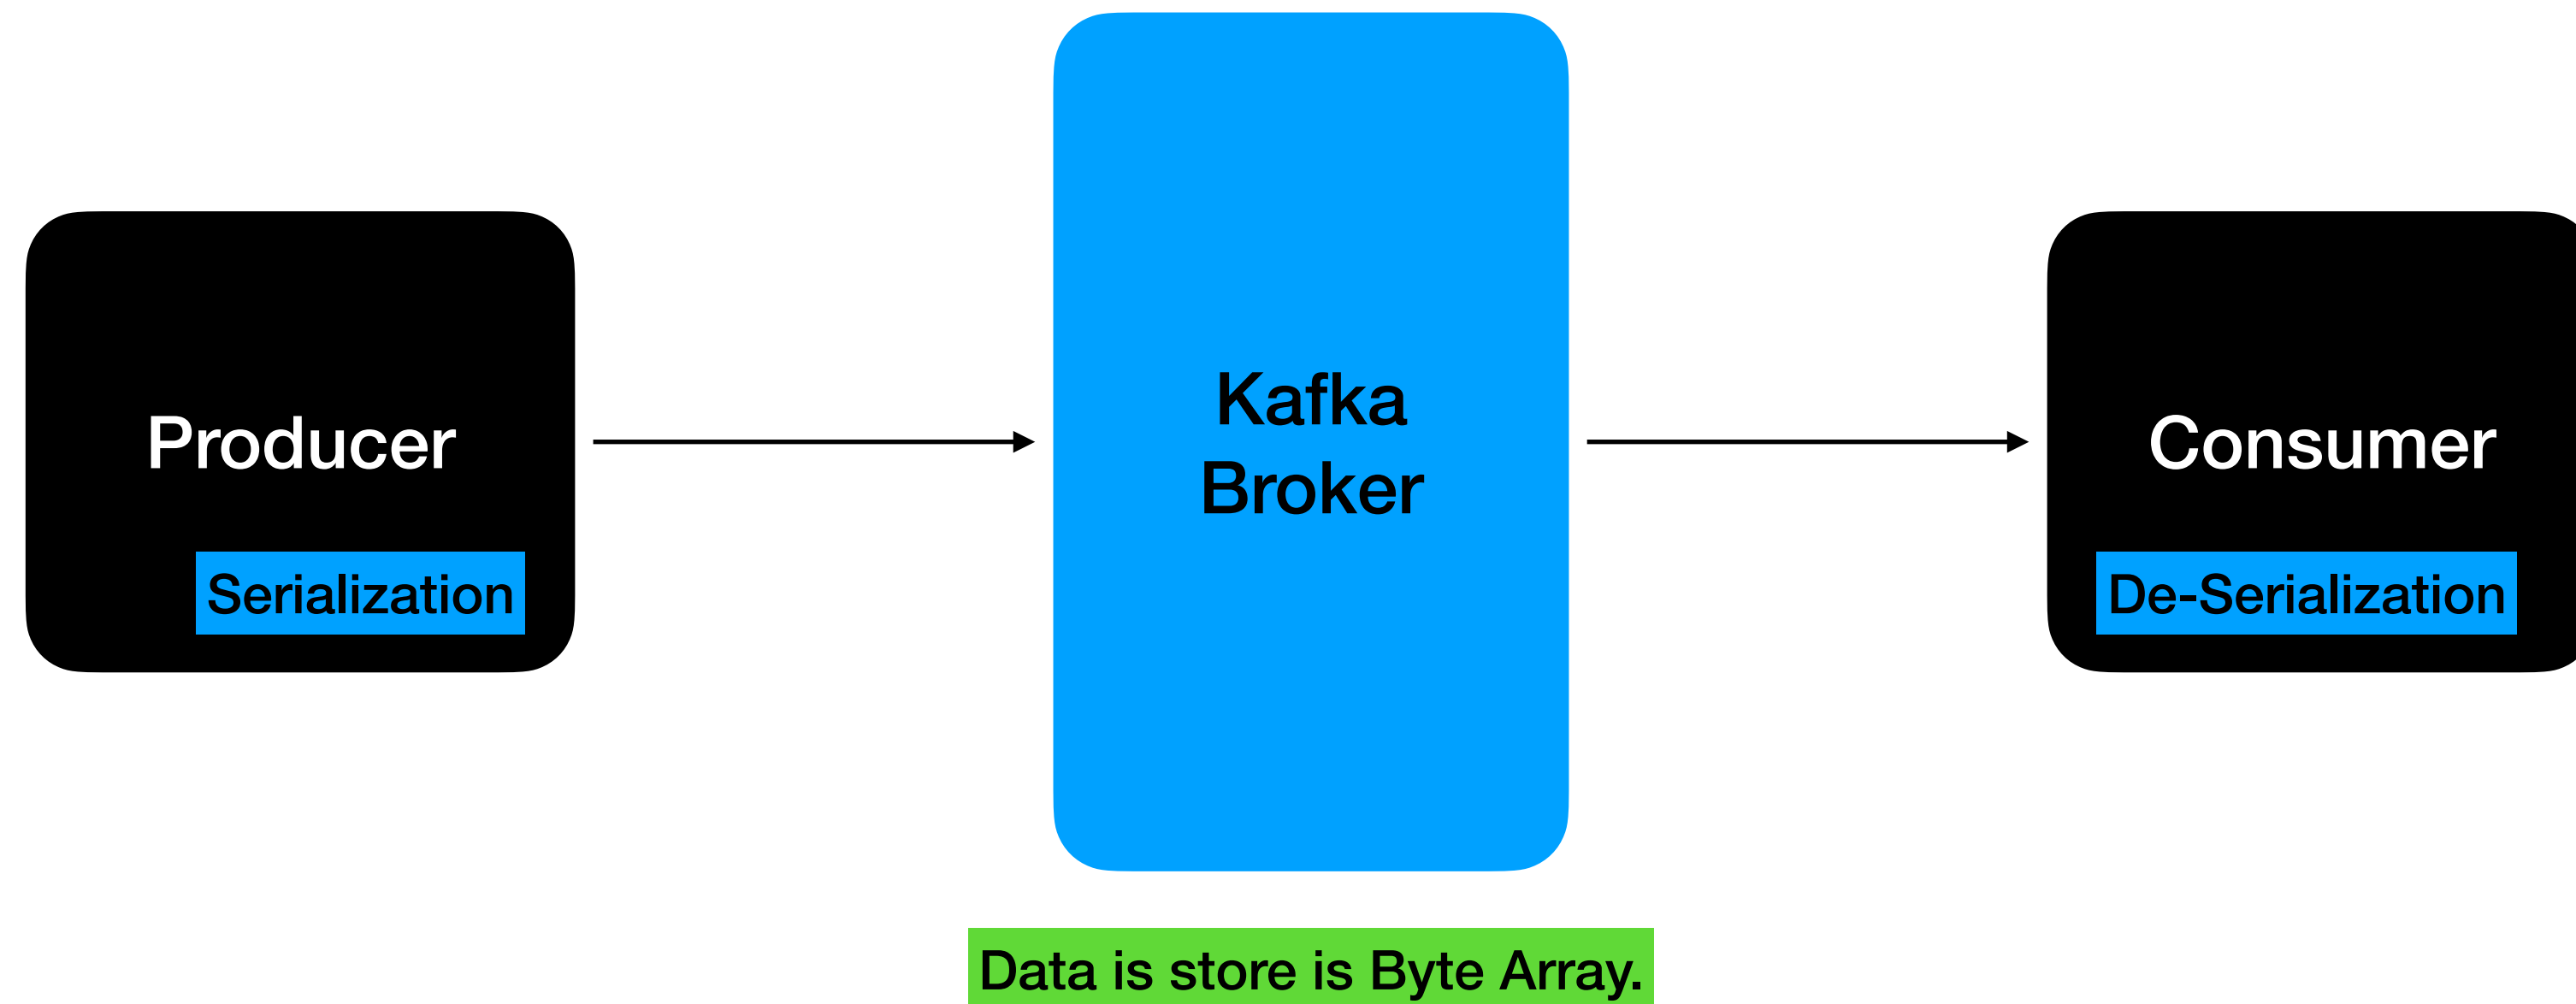 Producer
Serialization
Kafka
Broker
Consumer
De-Serialization
Data is store is Byte Array.